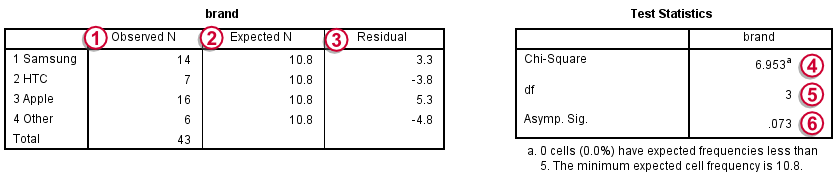 brand
1 Observed N 2 Expected N 3 Residual
1 Samsung 14 10.8 3.3
2 HTC 7 10.8 -3.8
3 Apple 16 10.8 5.3
4 Other 6 10.8 -4.8
Total 43
Test Statistics
brand
Chi-Square 6.953a 4
df 3 5
Asymp. Sig. .073 6
a. 0 cells (0.0%) have expected frequencies less than
5. The minimum expected cell frequency is 10.8.